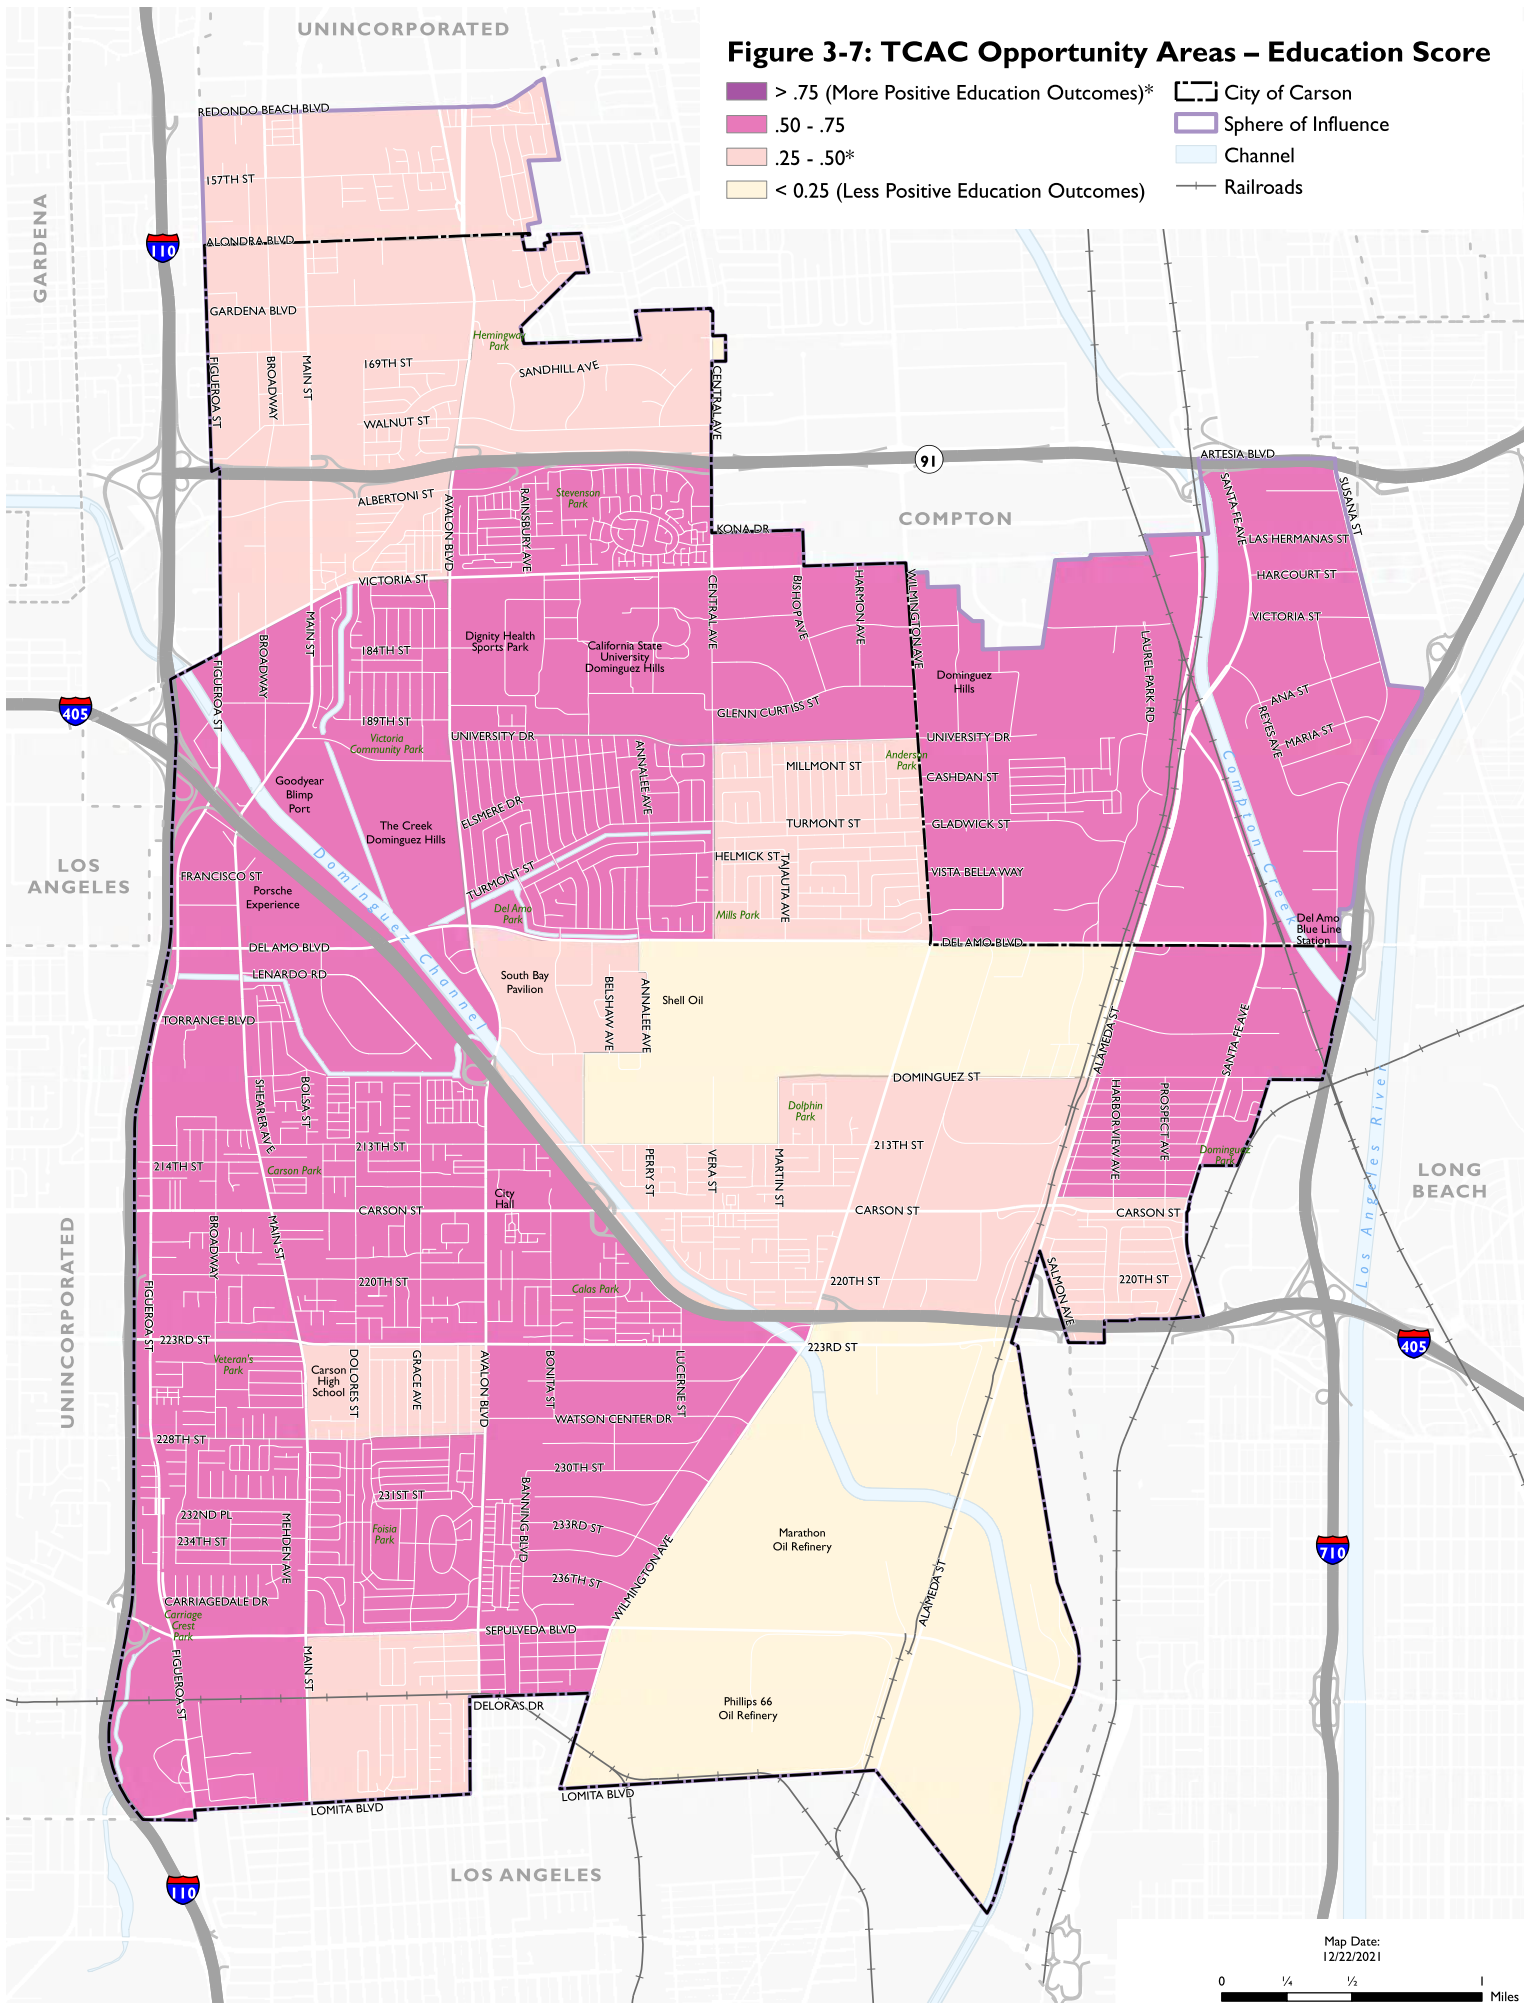 UNINCORPORATED
Figure 3-7: TCAC Opportunity Areas – Education Score
> .75 (More Positive Education Outcomes)*
.50 - .75
.25 - .50*
< 0.25 (Less Positive Education Outcomes)
City of Carson
Sphere of Influence
Channel
Railroads
REDONDO BEACH BLVD
157TH ST
GARDENA
110
ALONDRA BLVD
GARDENA BLVD
Hemingway
Park
169TH ST
SANDHILL AVE
FIGUEROA ST
BROADWAY
MAIN ST
CENTRAL AVE
WALNUT ST
91
ARTESIA BLVD
ALBERTONI ST
AVALON BLVD
RAINSBURY AVE
Stevenson
Park
SANTA FE AVE
SUSANA ST
COMPTON
KONA DR
LAS HERMANAS ST
VICTORIA ST
HARCOURT ST
CENTRAL AVE
BISHOP AVE
HARMON AVE
WILMINGTON AVE
VICTORIA ST
MAIN ST
BROADWAY
184TH ST
Dignity Health
Sports Park
California State
University
Dominguez Hills
LAUREL PARK RD
FIGUEROA ST
Dominguez
Hills
ANA ST
405
189TH ST
GLENN CURTISS ST
REYES AVE
MARIA ST
Victoria
Community Park
UNIVERSITY DR
UNIVERSITY DR
ANNALEE AVE
Anderson
Park
MILLMONT ST
CASHDAN ST
Compton Creek
Goodyear
Blimp
Port
ELSMERE DR
The Creek
Dominguez Hills
TURMONT ST
GLADWICK ST
LOS
ANGELES
Dominguez Channel
HELMICK ST
TAJAUTA AVE
FRANCISCO ST
Porsche
Experience
TURMONT ST
VISTA BELLA WAY
Del Amo
Park
Mills Park
Del Amo
Blue Line
Station
DEL AMO BLVD
DEL AMO BLVD
LENARDO RD
South Bay
Pavilion
BELSHAW AVE
ANNALEE AVE
Shell Oil
TORRANCE BLVD
ALAMEDA ST
SANTA FE AVE
SHEARER AVE
BOLSA ST
DOMINGUEZ ST
HARBOR VIEW AVE
PROSPECT AVE
Dolphin
Park
Los Angeles River
213TH ST
213TH ST
214TH ST
Carson Park
PERRY ST
VERA ST
MARTIN ST
Dominguez
Park
LONG
BEACH
City
Hall
CARSON ST
CARSON ST
CARSON ST
UNINCORPORATED
BROADWAY
MAIN ST
220TH ST
Calas Park
220TH ST
SALMON AVE
220TH ST
FIGUEROA ST
223RD ST
223RD ST
405
Veteran's
Park
Carson
High
School
DOLORES ST
GRACE AVE
AVALON BLVD
BONITA ST
LUCERNE ST
WATSON CENTER DR
228TH ST
230TH ST
231ST ST
BANNING BLVD
232ND PL
234TH ST
MEHDEN AVE
Foisia
Park
233RD ST
Marathon
Oil Refinery
710
236TH ST
WILMINGTON AVE
ALAMEDA ST
CARRIAGEDALE DR
Carriage
Crest
Park
SEPULVEDA BLVD
FIGUEROA ST
MAIN ST
DELORAS DR
Phillips 66
Oil Refinery
LOMITA BLVD
LOMITA BLVD
LOS ANGELES
110
Map Date:
12/22/2021
0 ¼ ½ 1
Miles